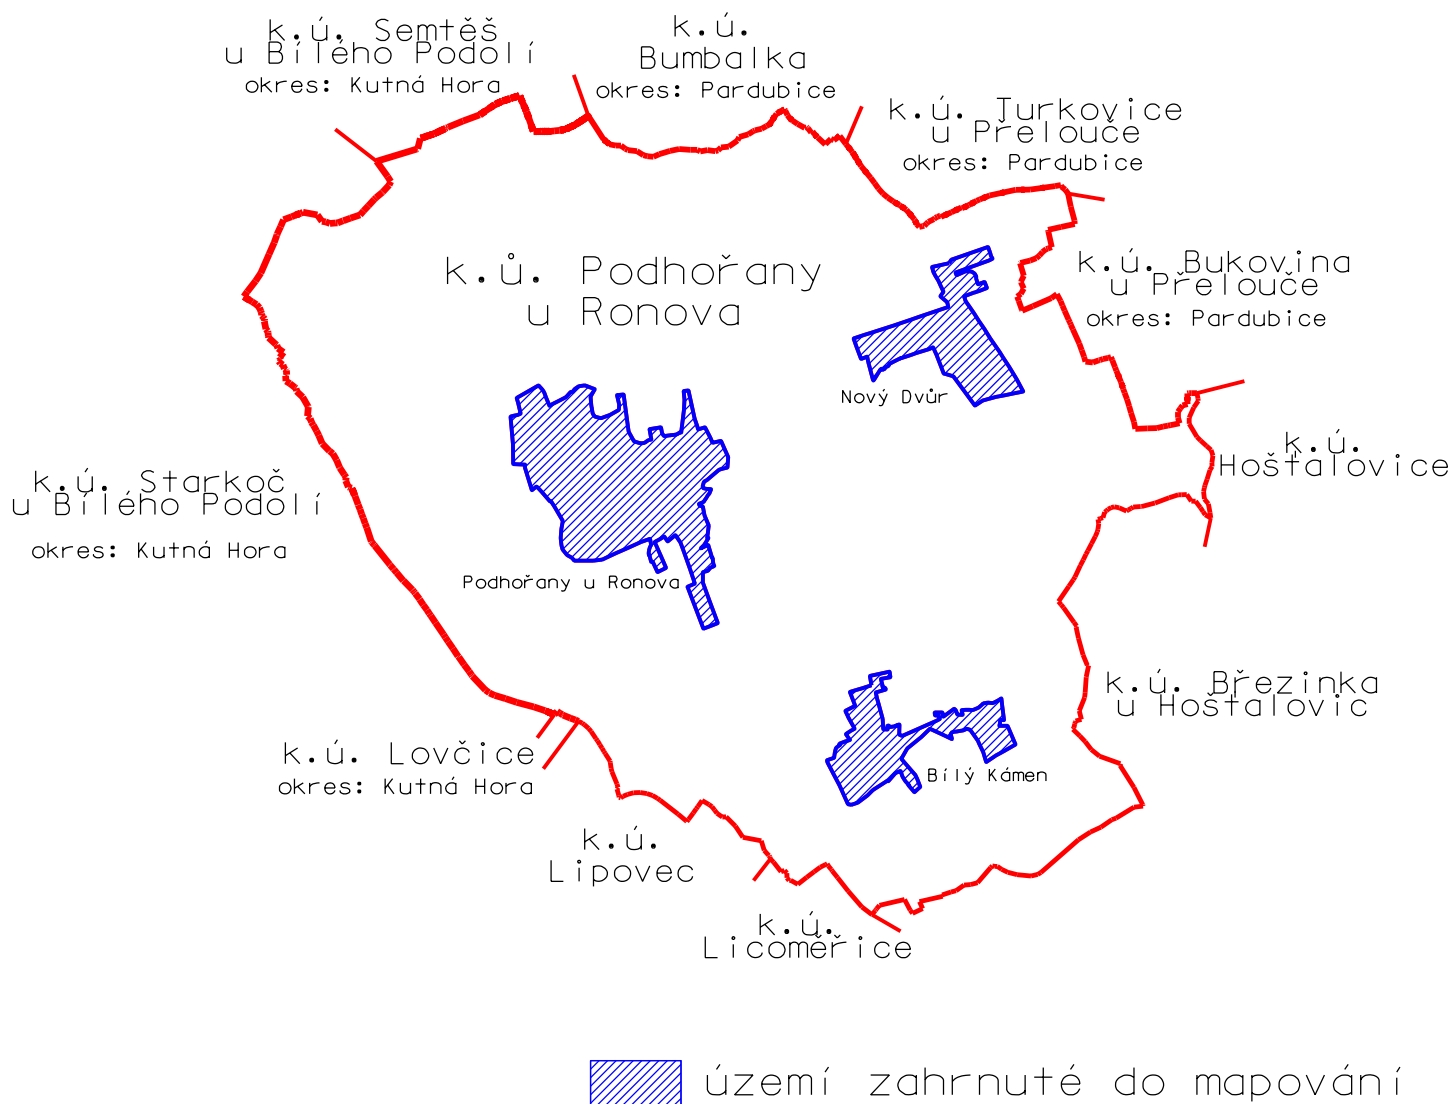 k.ú. Semtěš
u Bílého Podolí
okres: Kutná Hora
k.ú.
Bumbalka
okres: Pardubice
k.ú. Turkovice
u Přelouče
okres: Pardubice
k.ů. Podhořany
u Ronova
k.ú. Bukovina
u Přelouče
okres: Pardubice
Nový Dvůr
k.ú.
Hošťalovice
k.ú. Starkoč
u Bílého Podolí
okres: Kutná Hora
Podhořany u Ronova
k.ú. Březinka
u Hošťalovic
k.ú. Lovčice
okres: Kutná Hora
Bílý Kámen
k.ú.
Lipovec
k.ú.
Licoměřice
území zahrnuté do mapování